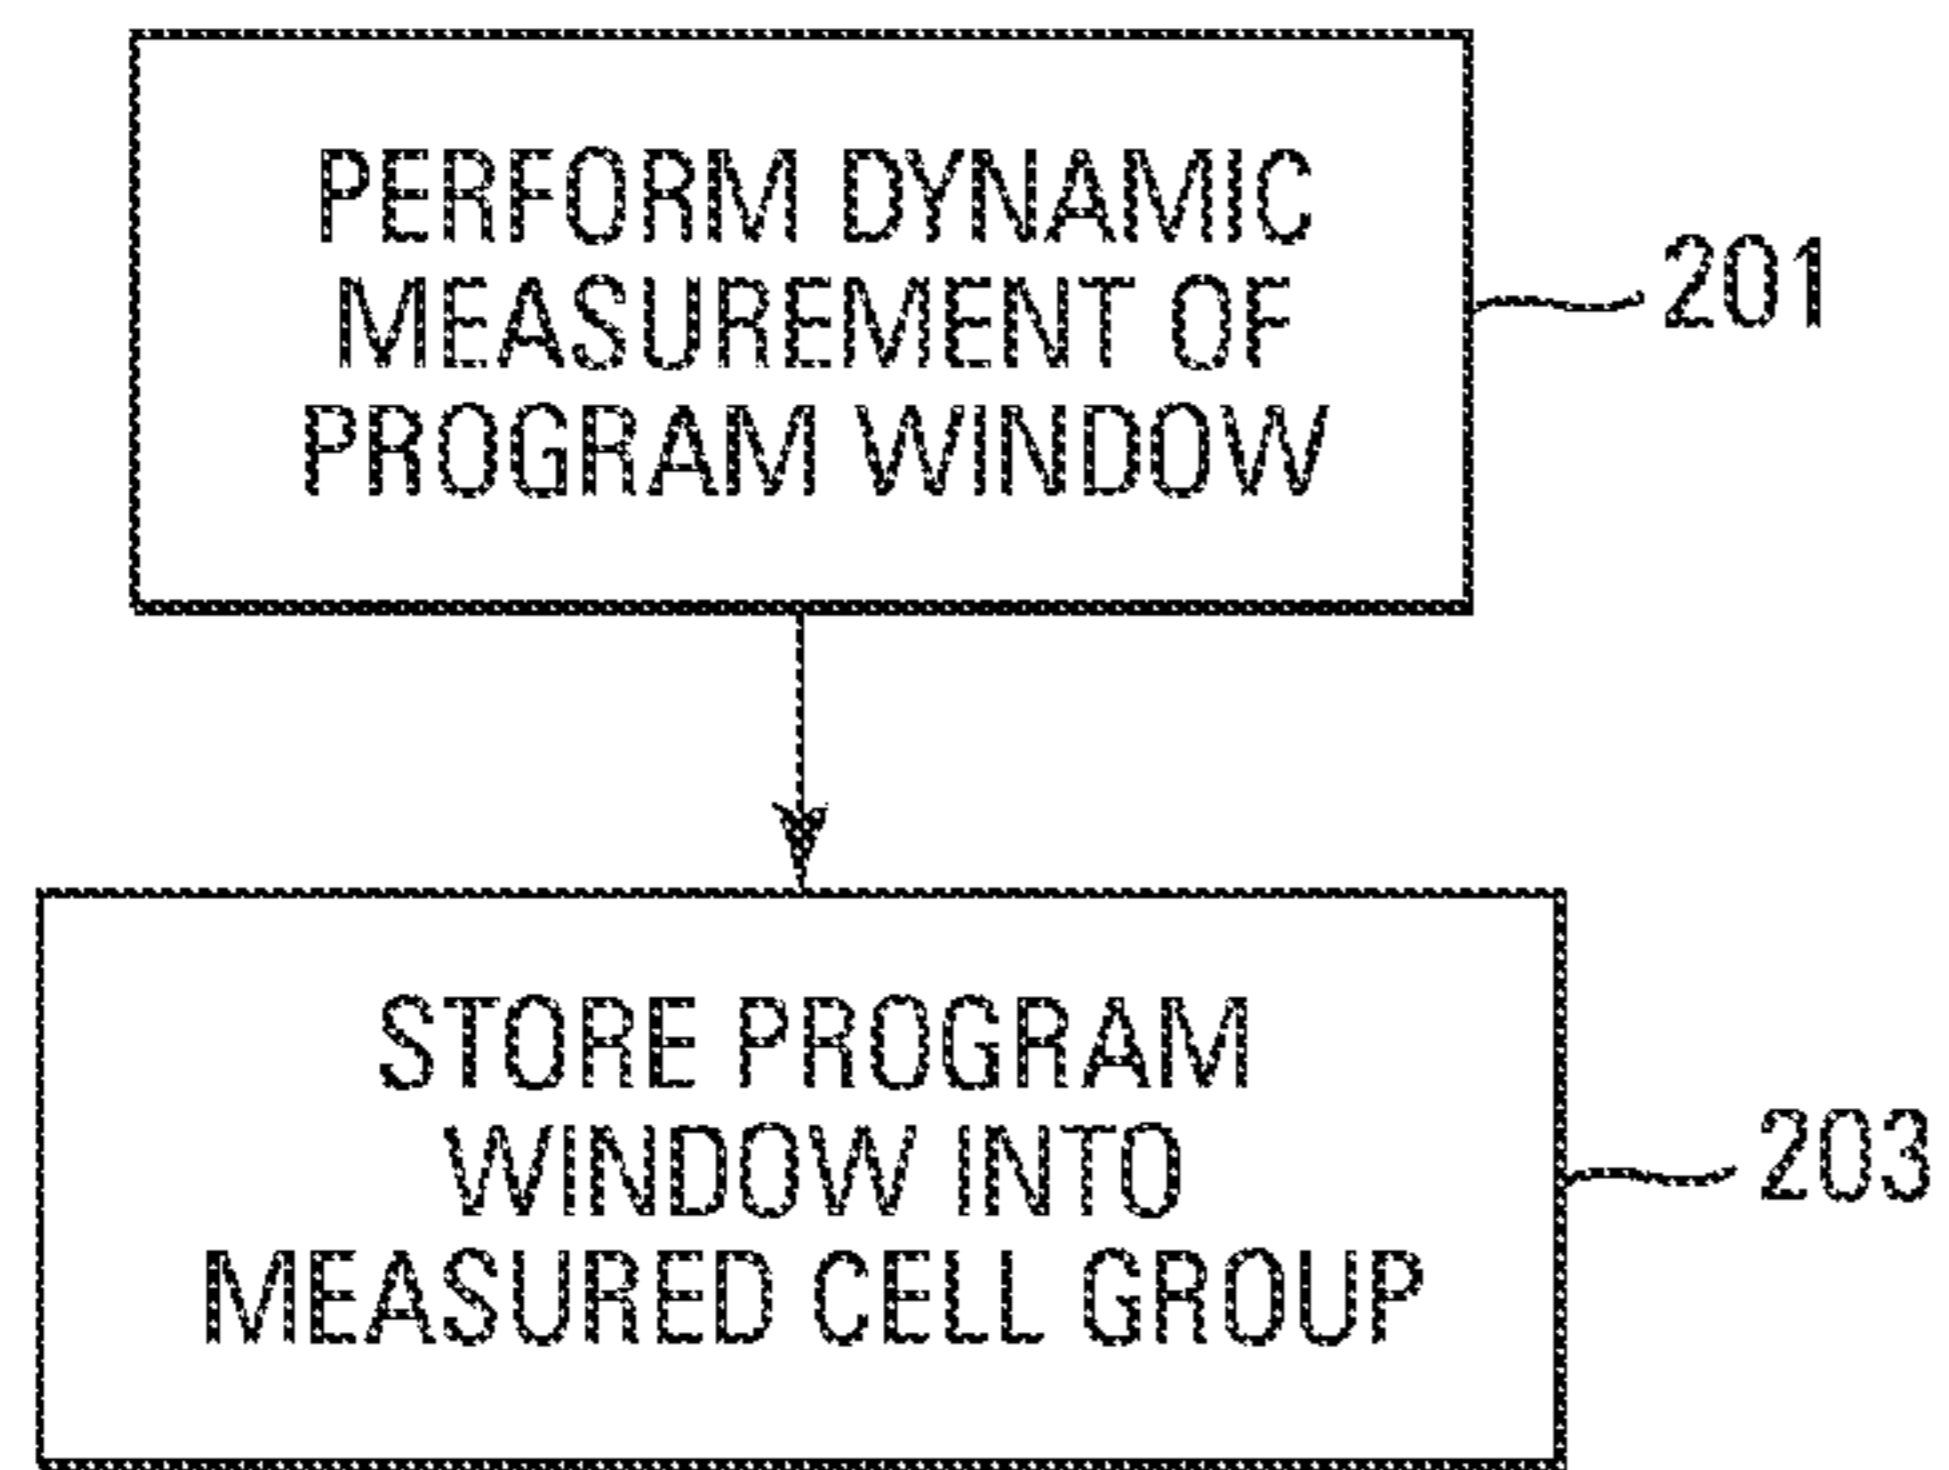 PERFORM DYNAMIC
MEASUREMENT OF
PROGRAM WINDOW
201
STORE PROGRAM
WINDOW INTO
MEASURED CELL GROUP
203